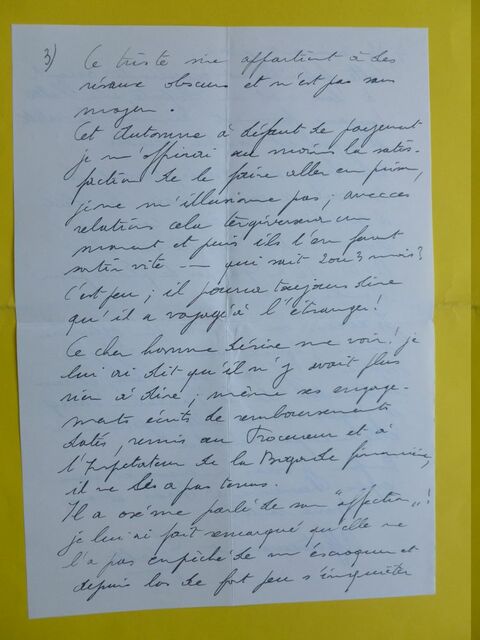 3) Ce triste sire appartient à des
réseaux obscurs et n'est pas sans
moyen.
Cet Automne à défaut de payement
je m'offrirai au moins la satis-
faction de le faire aller en prison,
je ne m'illusionne pas ; avec ces
relations cela tergiversera un
moment et puis ils l'en feront
sortir vite — qui sait 2 ou 3 mois ?
C'est peu ; il pourra toujours dire
qu'il a voyagé à l'étranger !
Ce cher homme désire me voir ! je
lui ai dit qu'il n'y avait plus
rien à dire, même ses engage-
ments écrits de remboursements
datés, remis au Procureur et à
l'Inspecteur de la Brigade financière,
il ne les a pas tenus.
Il a osé me parler de son "affection" !
je lui ai fait remarquer qu'elle ne
l'a pas empêché de m'escroquer et
depuis lors de fort peu s'inquiéter